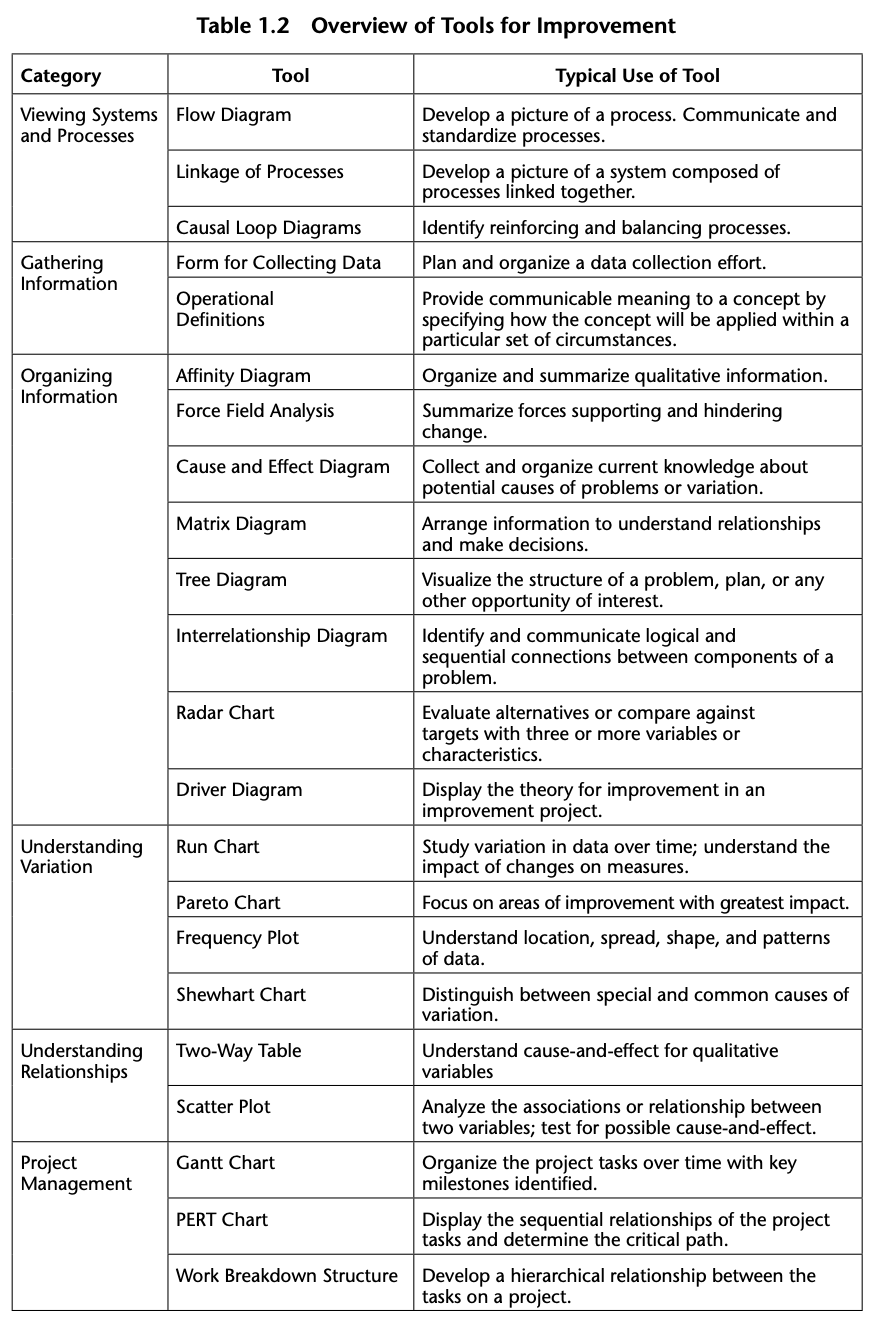 Table 1.2 Overview of Tools for Improvement
Category Tool Typical Use of Tool
Viewing Systems
and Processes
Flow Diagram
Develop a picture of a process. Communicate and
standardize processes.
Linkage of Processes
Develop a picture of a system composed of
processes linked together.
Causal Loop Diagrams
Identify reinforcing and balancing processes.
Gathering
Information
Form for Collecting Data
Plan and organize a data collection effort.
Operational
Definitions
Provide communicable meaning to a concept by
specifying how the concept will be applied within a
particular set of circumstances.
Organizing
Information
Affinity Diagram
Organize and summarize qualitative information.
Force Field Analysis
Summarize forces supporting and hindering
change.
Cause and Effect Diagram
Collect and organize current knowledge about
potential causes of problems or variation.
Matrix Diagram
Arrange information to understand relationships
and make decisions.
Tree Diagram
Visualize the structure of a problem, plan, or any
other opportunity of interest.
Interrelationship Diagram
Identify and communicate logical and
sequential connections between components of a
problem.
Radar Chart
Evaluate alternatives or compare against
targets with three or more variables or
characteristics.
Driver Diagram
Display the theory for improvement in an
improvement project.
Understanding
Variation
Run Chart
Study variation in data over time; understand the
impact of changes on measures.
Pareto Chart
Focus on areas of improvement with greatest impact.
Frequency Plot
Understand location, spread, shape, and patterns
of data.
Shewhart Chart
Distinguish between special and common causes of
variation.
Understanding
Relationships
Two-Way Table
Understand cause-and-effect for qualitative
variables
Scatter Plot
Analyze the associations or relationship between
two variables; test for possible cause-and-effect.
Project
Management
Gantt Chart
Organize the project tasks over time with key
milestones identified.
PERT Chart
Display the sequential relationships of the project
tasks and determine the critical path.
Work Breakdown Structure
Develop a hierarchical relationship between the
tasks on a project.